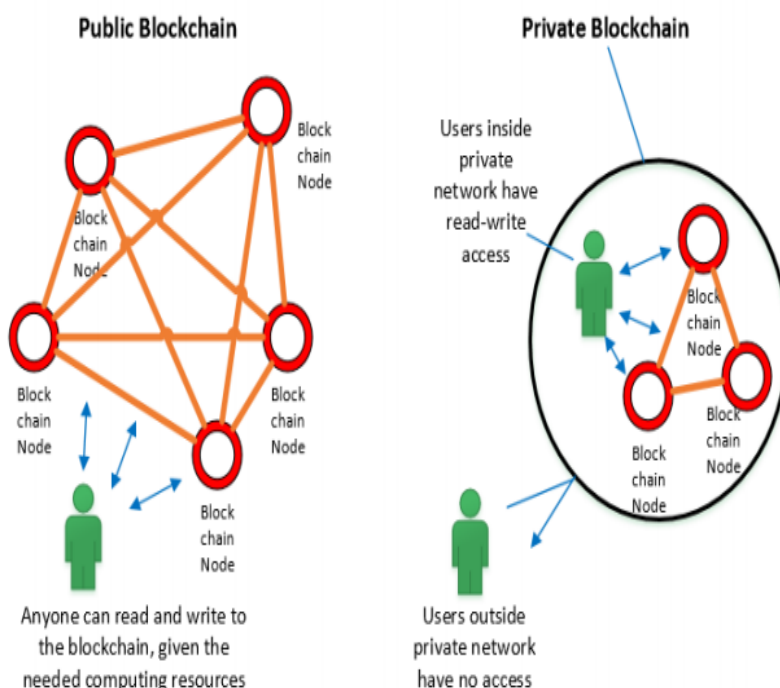 Public Blockchain
Block
chain
Node
Block
chain
Node
Block
chain
Node
Block
chain
Node
Block
chain
Node
Anyone can read and write to
the blockchain, given the
needed computing resources
Private Blockchain
Users inside
private
network have
read-write
access
Block
chain
Node
Block
chain
Node
Block
chain
Node
Users outside
private network
have no access